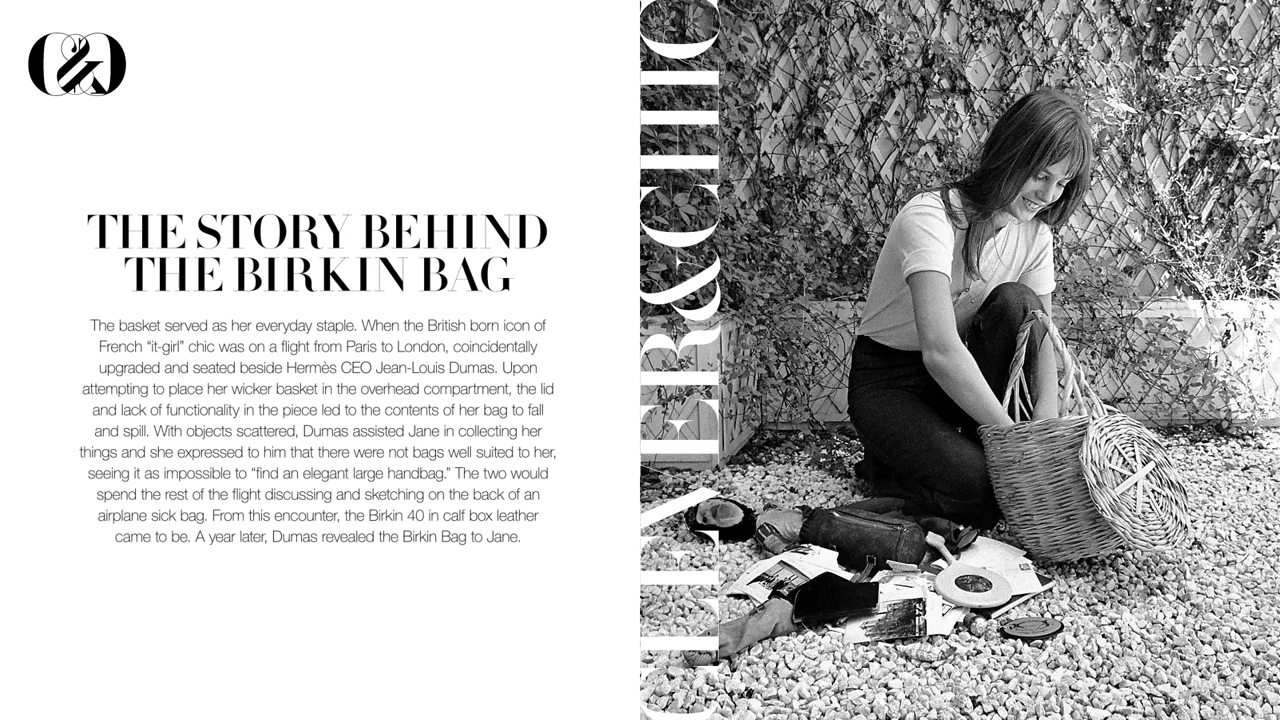 THE STORY BEHIND
THE BIRKIN BAG
The basket served as her everyday staple. When the British born icon of
French “it-girl” chic was on a flight from Paris to London, coincidentally
upgraded and seated beside Hermès CEO Jean-Louis Dumas. Upon
attempting to place her wicker basket in the overhead compartment, the lid
and lack of functionality in the piece led to the contents of her bag to fall
and spill. With objects scattered, Dumas assisted Jane in collecting her
things and she expressed to him that there were not bags well suited to her,
seeing it as impossible to “find an elegant large handbag.” The two would
spend the rest of the flight discussing and sketching on the back of an
airplane sick bag. From this encounter, the Birkin 40 in calf box leather
came to be. A year later, Dumas revealed the Birkin Bag to Jane.